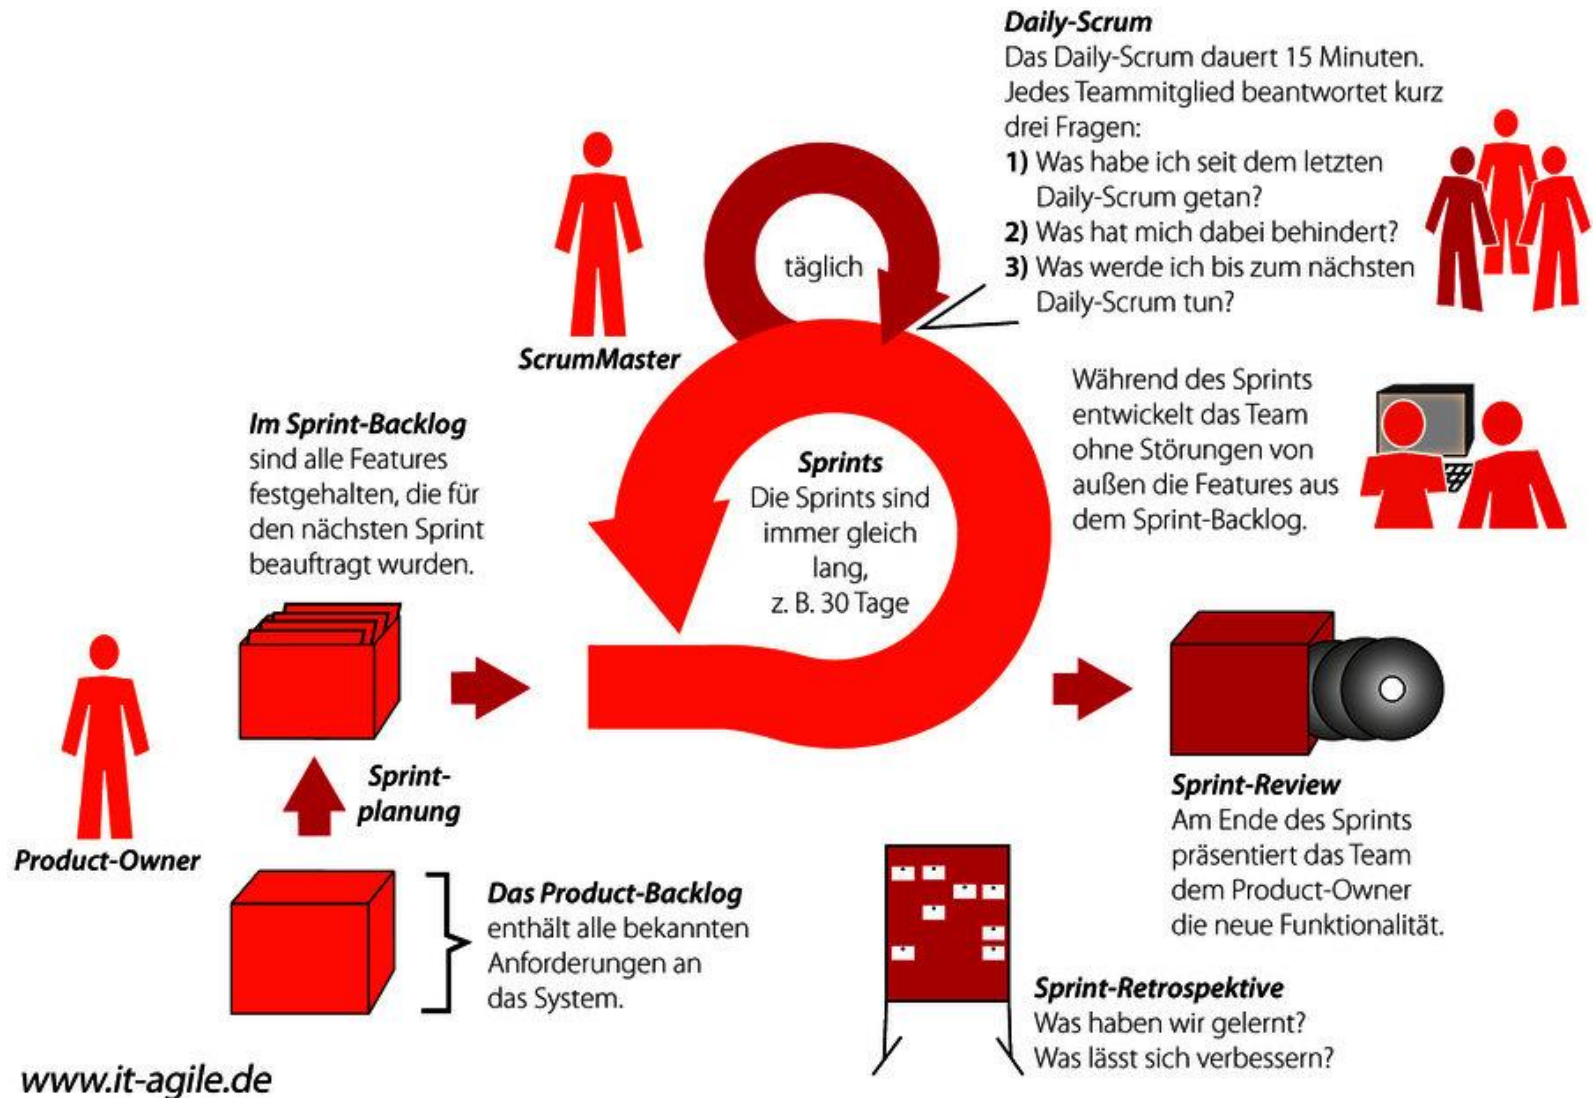 Daily-Scrum
Das Daily-Scrum dauert 15 Minuten.
Jedes Teammitglied beantwortet kurz
drei Fragen:
1) Was habe ich seit dem letzten
Daily-Scrum getan?
2) Was hat mich dabei behindert?
3) Was werde ich bis zum nächsten
Daily-Scrum tun?
täglich
ScrumMaster
Während des Sprints
entwickelt das Team
ohne Störungen von
außen die Features aus
dem Sprint-Backlog.
Im Sprint-Backlog
sind alle Features
festgehalten, die für
den nächsten Sprint
beauftragt wurden.
Sprints
Die Sprints sind
immer gleich
lang,
z. B. 30 Tage
Sprint-
planung
Product-Owner
Das Product-Backlog
enthält alle bekannten
Anforderungen an
das System.
Sprint-Review
Am Ende des Sprints
präsentiert das Team
dem Product-Owner
die neue Funktionalität.
Sprint-Retrospektive
Was haben wir gelernt?
Was lässt sich verbessern?
www.it-agile.de